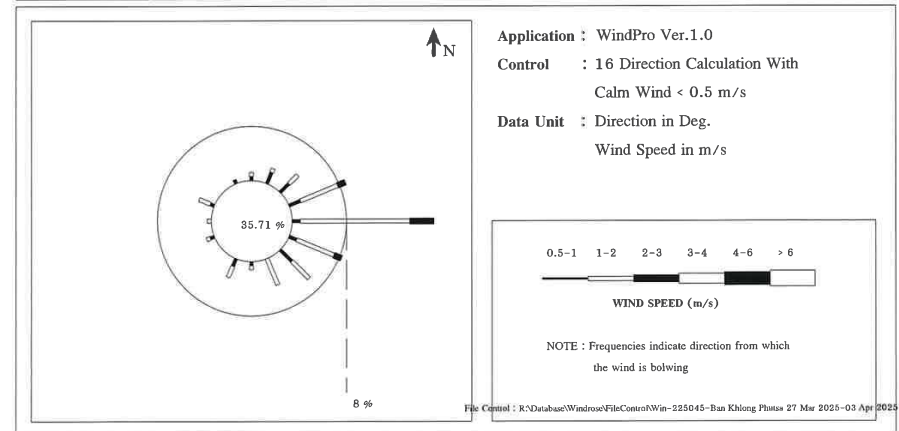 N
Application : WindPro Ver.1.0
Control : 16 Direction Calculation With
Calm Wind < 0.5 m/s
Data Unit : Direction in Deg.
Wind Speed in m/s
35.71 %
8 %
0.5-1 1-2 2-3 3-4 4-6 > 6
WIND SPEED (m/s)
NOTE : Frequencies indicate direction from which
the wind is bolwing
File Control : R:\Database\Windrose\FileControl\Win-225045-Ban Khlong Phutsa 27 Mar 2025-03 Apr 2025